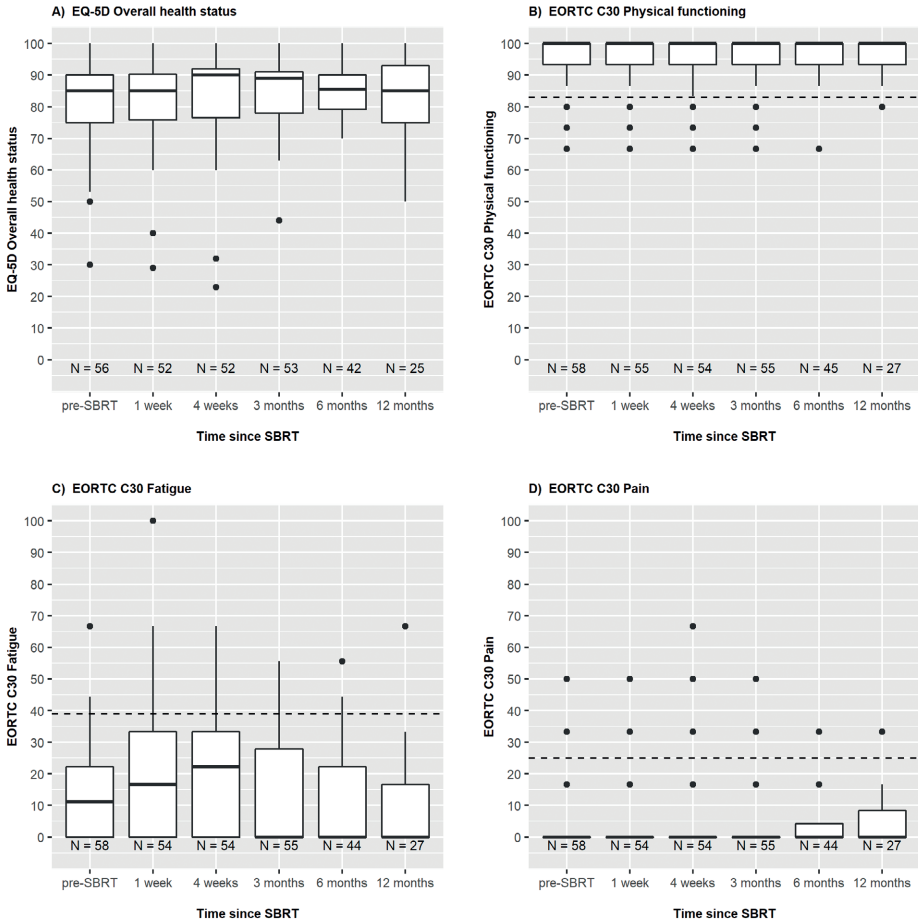 A) EQ-5D Overall health status
EQ-5D Overall health status
100
90
80
70
60
50
40
30
20
10
0
N = 56 N = 52 N = 52 N = 53 N = 42 N = 25
pre-SBRT 1 week 4 weeks 3 months 6 months 12 months
Time since SBRT
B) EORTC C30 Physical functioning
EORTC C30 Physical functioning
100
90
80
70
60
50
40
30
20
10
0
N = 58 N = 55 N = 54 N = 55 N = 45 N = 27
pre-SBRT 1 week 4 weeks 3 months 6 months 12 months
Time since SBRT
C) EORTC C30 Fatigue
EORTC C30 Fatigue
100
90
80
70
60
50
40
30
20
10
0
N = 58 N = 54 N = 54 N = 55 N = 44 N = 27
pre-SBRT 1 week 4 weeks 3 months 6 months 12 months
Time since SBRT
D) EORTC C30 Pain
EORTC C30 Pain
100
90
80
70
60
50
40
30
20
10
0
N = 58 N = 54 N = 54 N = 55 N = 44 N = 27
pre-SBRT 1 week 4 weeks 3 months 6 months 12 months
Time since SBRT